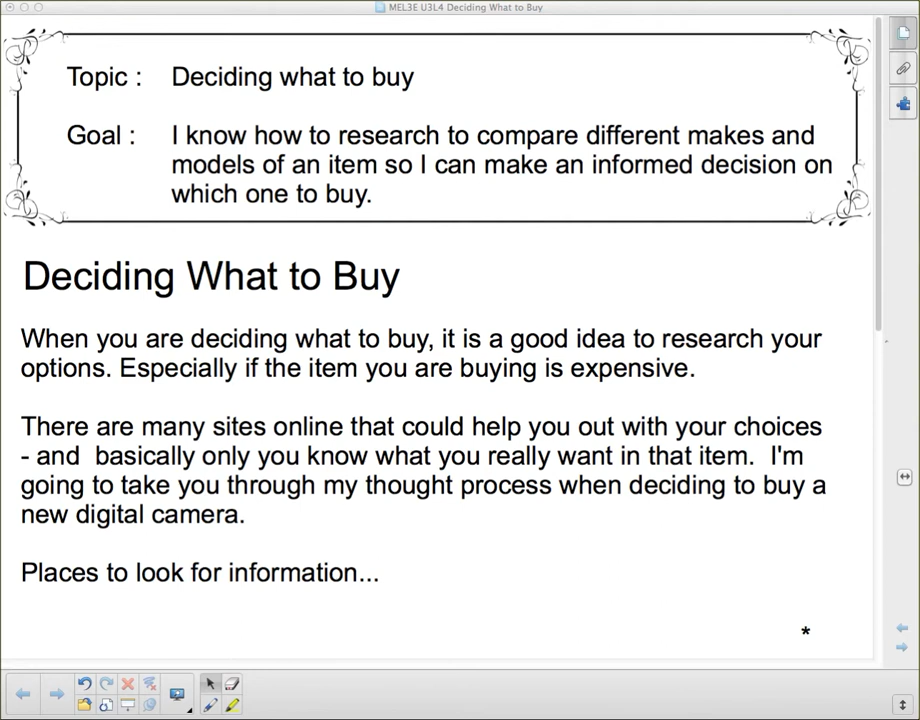 MEL3E U3L4 Deciding What to Buy
Topic : Deciding what to buy
Goal : I know how to research to compare different makes and
models of an item so I can make an informed decision on
which one to buy.
Deciding What to Buy
When you are deciding what to buy, it is a good idea to research your
options. Especially if the item you are buying is expensive.
There are many sites online that could help you out with your choices
- and  basically only you know what you really want in that item.  I'm
going to take you through my thought process when deciding to buy a
new digital camera.
Places to look for information...
*